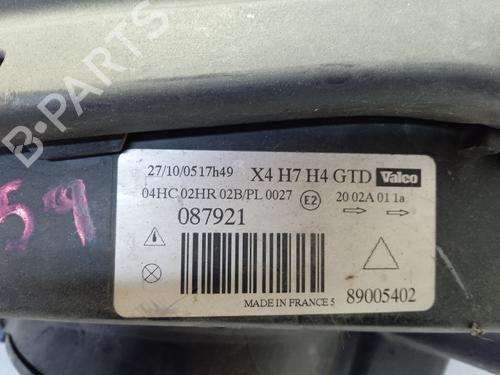 B-PARTS
59
27/10/0517h49 X4 H7 H4 GTD Valeo
04HC 02HR 02B/PL 0027 E2 20 02A 01 1a
087921
MADE IN FRANCE 5 89005402